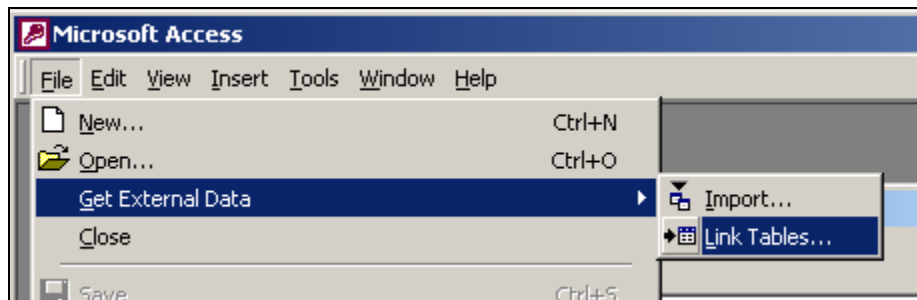 Microsoft Access
File Edit View Insert Tools Window Help
New... Ctrl+N
Open... Ctrl+O
Get External Data
Import...
Close
Link Tables...
Save Ctrl+S